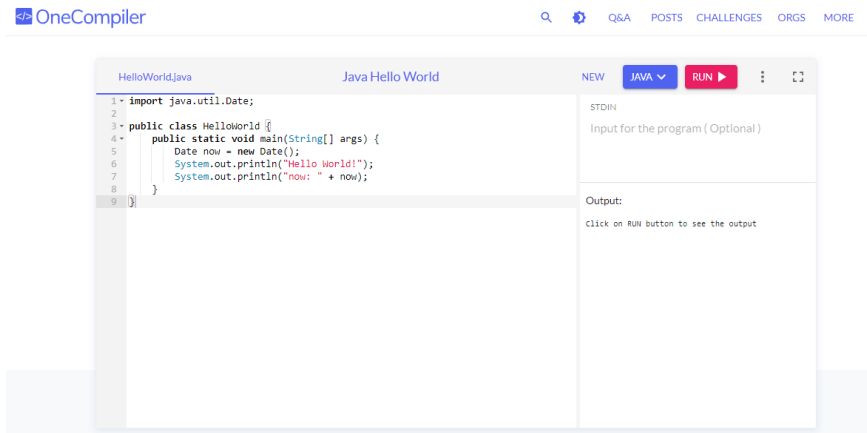 </> OneCompiler
Q&A POSTS CHALLENGES ORGS MORE
HelloWorld.java Java Hello World NEW JAVA RUN
1 import java.util.Date;
2
3 public class HelloWorld {
4 public static void main(String[] args) {
5 Date now = new Date();
6 System.out.println("Hello World!");
7 System.out.println("now: " + now);
8 }
9 }
STDIN
Input for the program ( Optional )
Output:
Click on RUN button to see the output